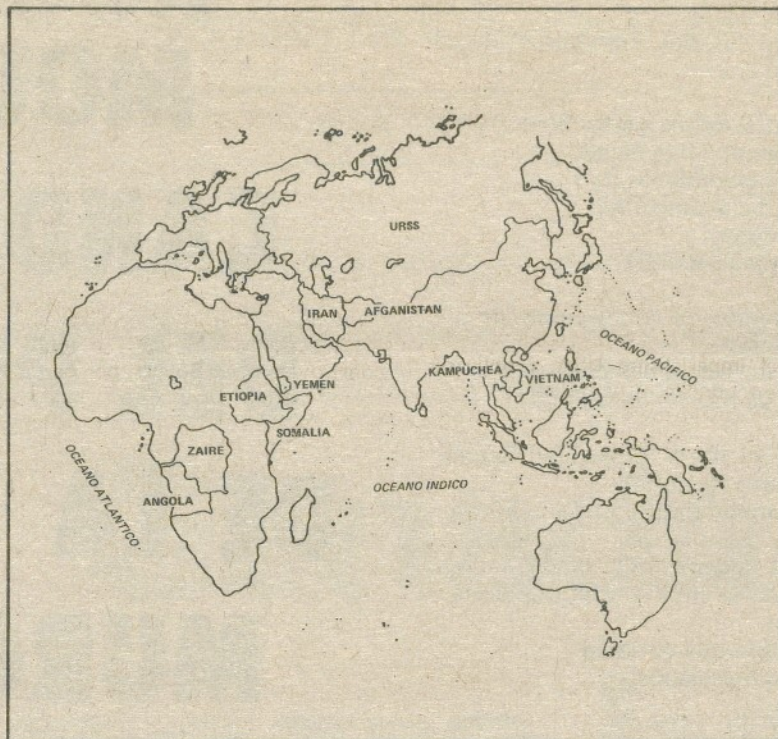 URSS
IRAN
AFGANISTAN
KAMPUCHEA
VIETNAM
OCEANO PACIFICO
YEMEN
ETIOPIA
SOMALIA
ZAIRE
OCEANO INDICO
ANGOLA
OCEANO ATLANTICO